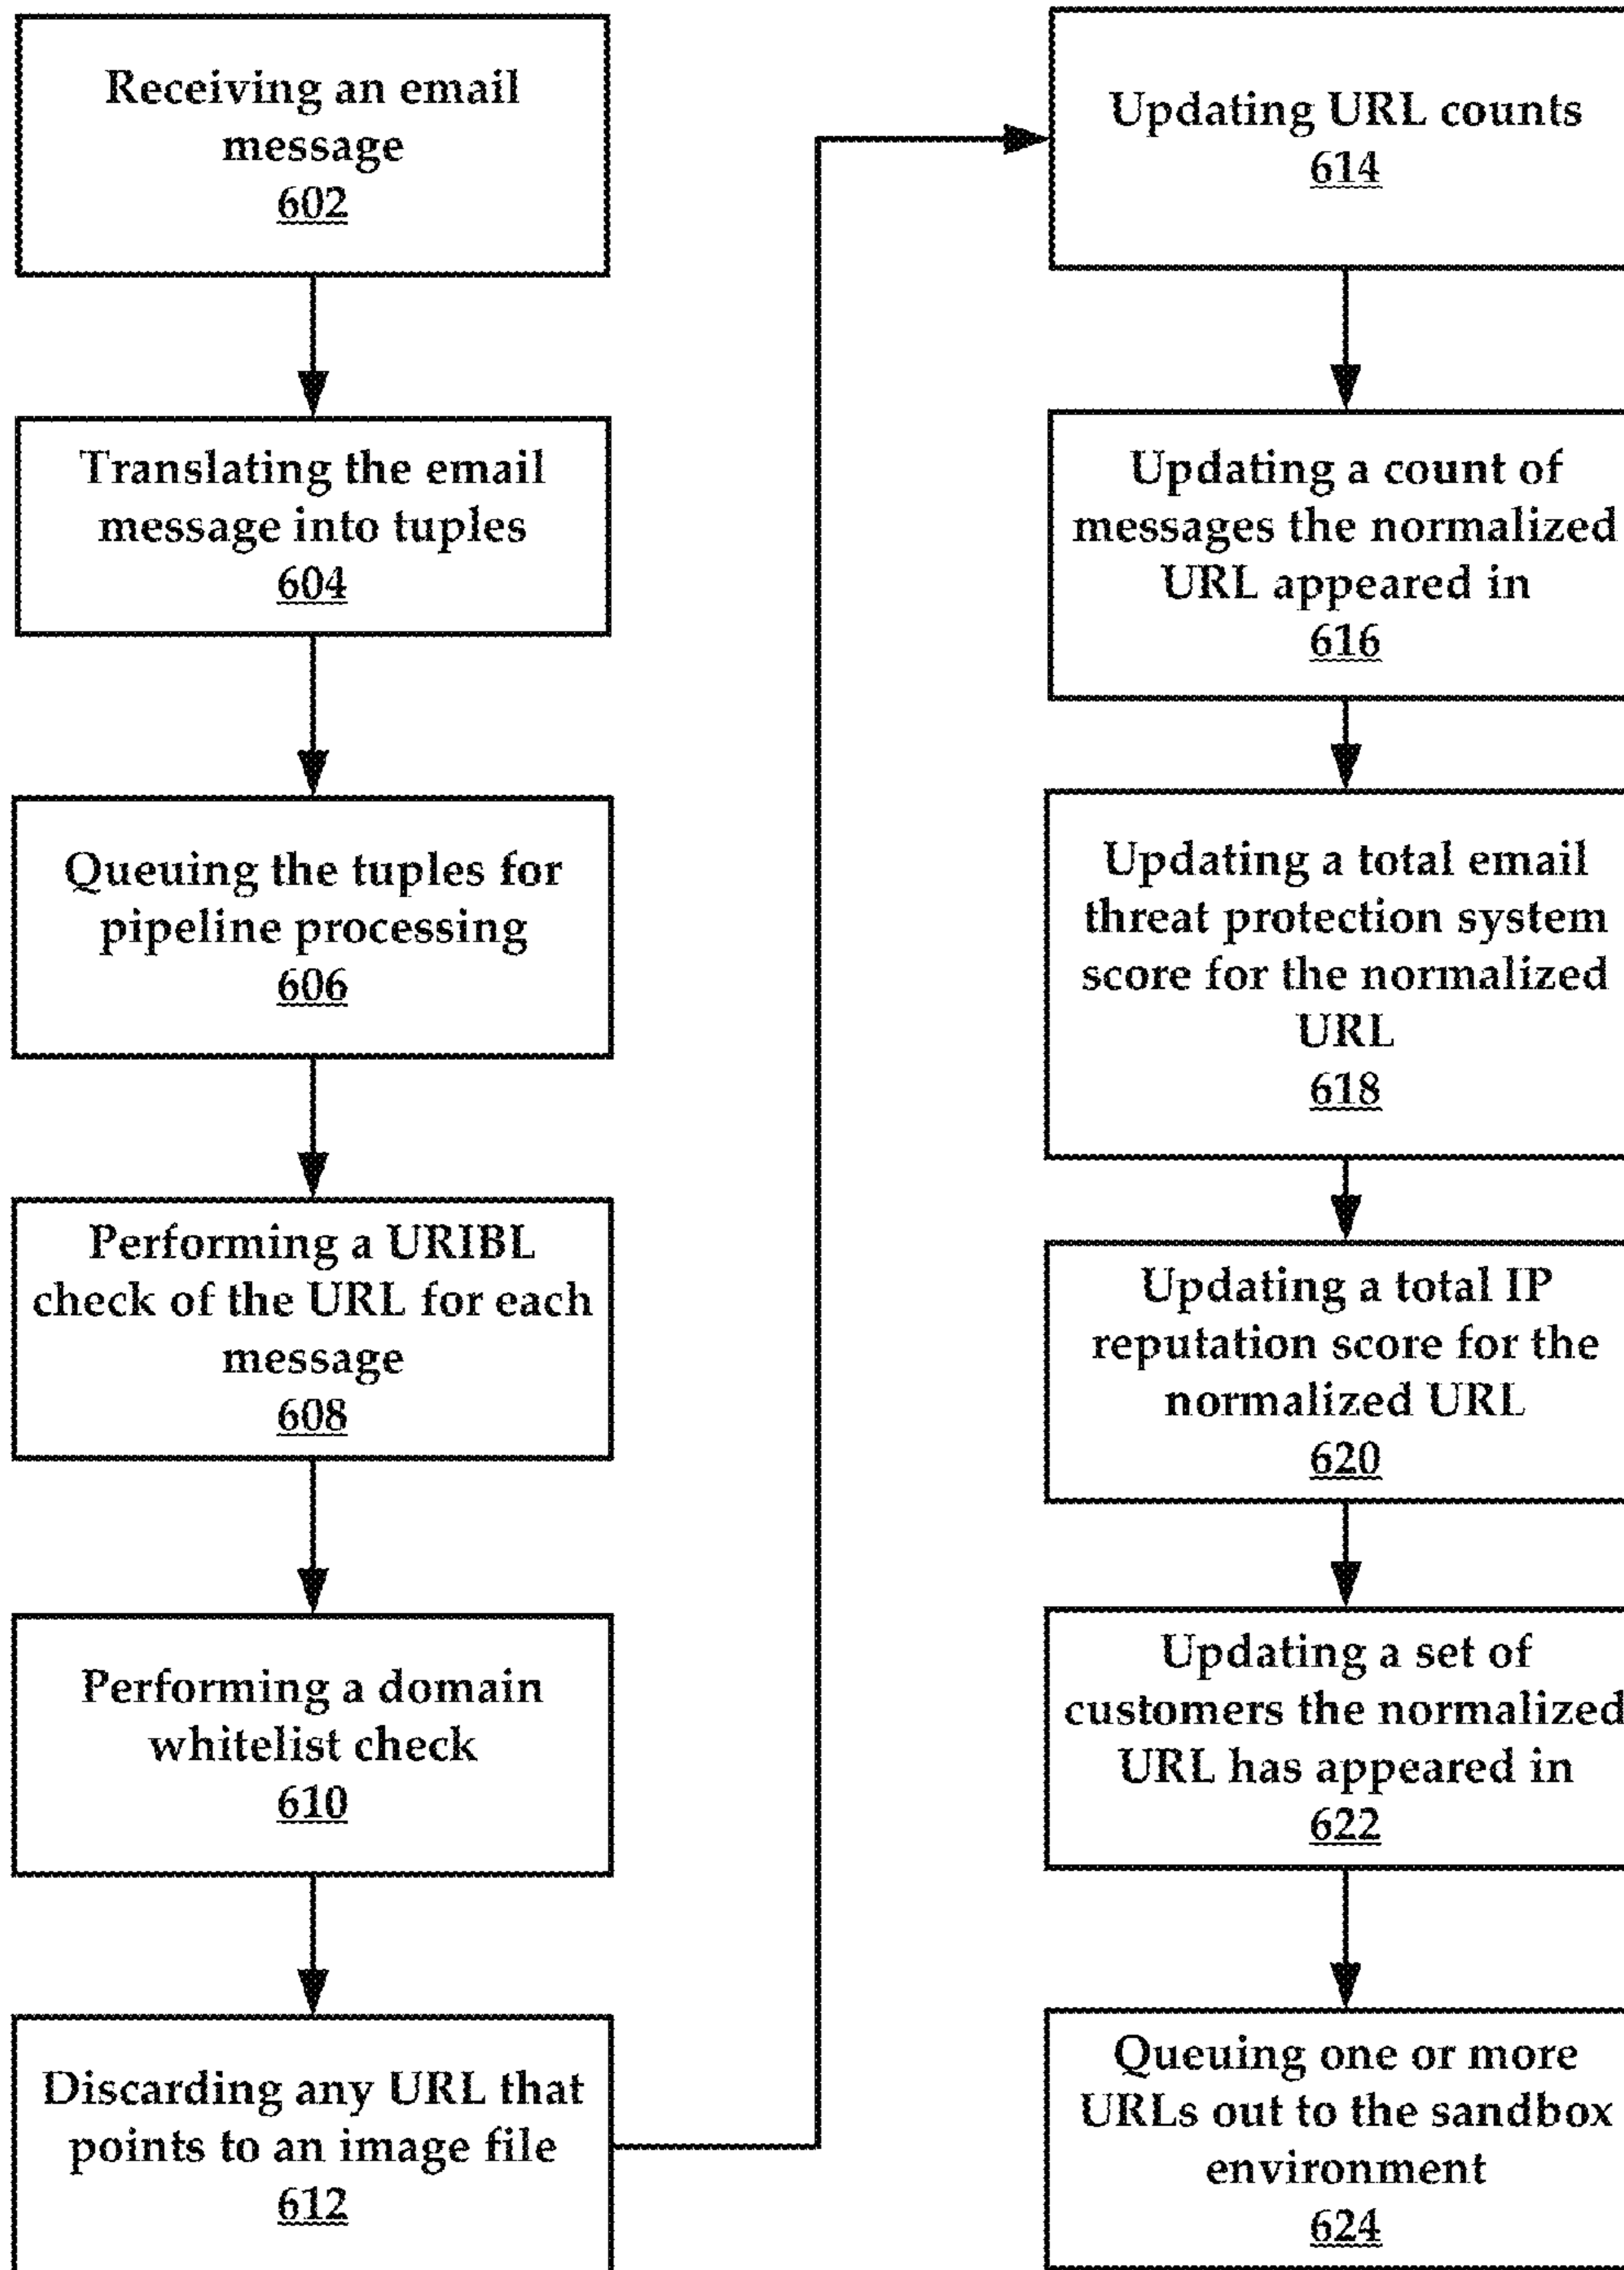 Receiving an email
message
602
Translating the email
message into tuples
604
Queuing the tuples for
pipeline processing
606
Performing a URIBL
check of the URL for each
message
608
Performing a domain
whitelist check
610
Discarding any URL that
points to an image file
612
Updating URL counts
614
Updating a count of
messages the normalized
URL appeared in
616
Updating a total email
threat protection system
score for the normalized
URL
618
Updating a total IP
reputation score for the
normalized URL
620
Updating a set of
customers the normalized
URL has appeared in
622
Queuing one or more
URLs out to the sandbox
environment
624